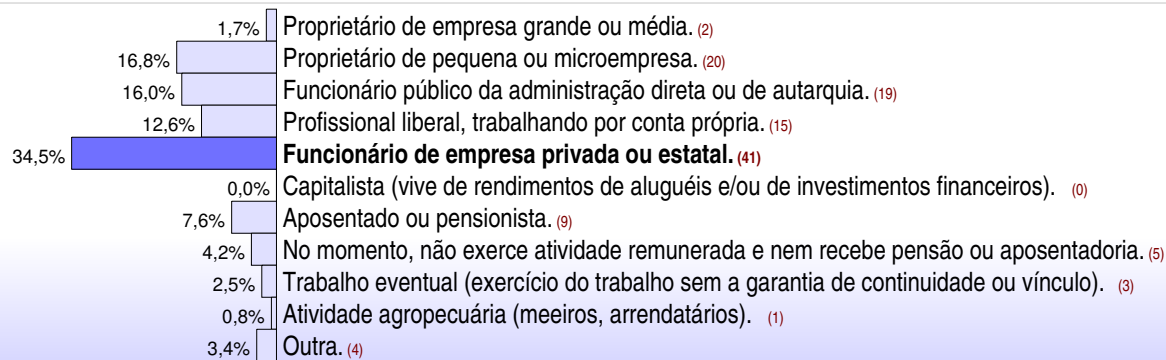 1,7% Proprietário de empresa grande ou média. (2)
16,8% Proprietário de pequena ou microempresa. (20)
16,0% Funcionário público da administração direta ou de autarquia. (19)
12,6% Profissional liberal, trabalhando por conta própria. (15)
34,5% Funcionário de empresa privada ou estatal. (41)
0,0% Capitalista (vive de rendimentos de aluguéis e/ou de investimentos financeiros). (0)
7,6% Aposentado ou pensionista. (9)
4,2% No momento, não exerce atividade remunerada e nem recebe pensão ou aposentadoria. (5)
2,5% Trabalho eventual (exercício do trabalho sem a garantia de continuidade ou vínculo). (3)
0,8% Atividade agropecuária (meeiros, arrendatários). (1)
3,4% Outra. (4)